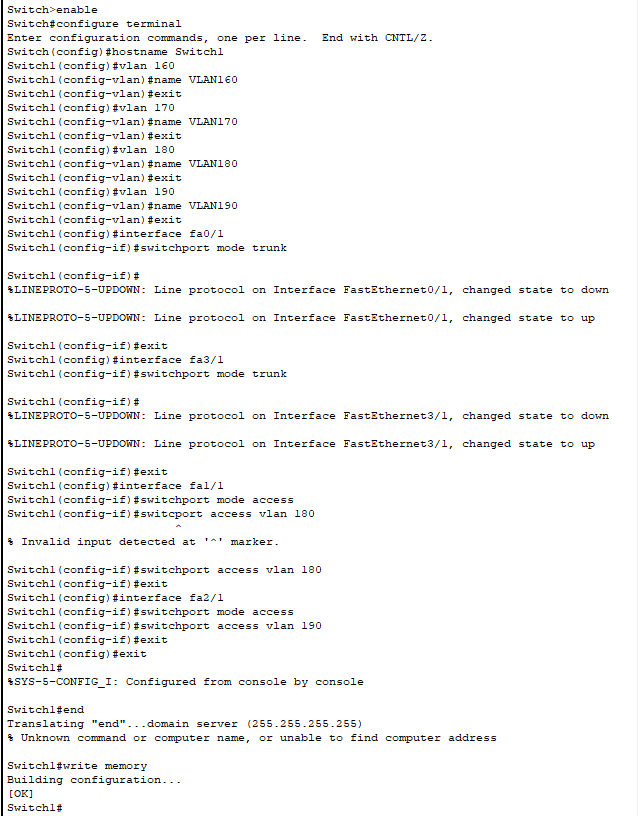 Switch>enable
Switch#configure terminal
Enter configuration commands, one per line.  End with CNTL/Z.
Switch(config)#hostname Switch1
Switch1(config)#vlan 160
Switch1(config-vlan)#name VLAN160
Switch1(config-vlan)#exit
Switch1(config)#vlan 170
Switch1(config-vlan)#name VLAN170
Switch1(config-vlan)#exit
Switch1(config)#vlan 180
Switch1(config-vlan)#name VLAN180
Switch1(config-vlan)#exit
Switch1(config)#vlan 190
Switch1(config-vlan)#name VLAN190
Switch1(config-vlan)#exit
Switch1(config)#interface fa0/1
Switch1(config-if)#switchport mode trunk
Switch1(config-if)#
%LINEPROTO-5-UPDOWN: Line protocol on Interface FastEthernet0/1, changed state to down
%LINEPROTO-5-UPDOWN: Line protocol on Interface FastEthernet0/1, changed state to up
Switch1(config-if)#exit
Switch1(config)#interface fa3/1
Switch1(config-if)#switchport mode trunk
Switch1(config-if)#
%LINEPROTO-5-UPDOWN: Line protocol on Interface FastEthernet3/1, changed state to down
%LINEPROTO-5-UPDOWN: Line protocol on Interface FastEthernet3/1, changed state to up
Switch1(config-if)#exit
Switch1(config)#interface fa1/1
Switch1(config-if)#switchport mode access
Switch1(config-if)#switcport access vlan 180
^
% Invalid input detected at '^' marker.
Switch1(config-if)#switchport access vlan 180
Switch1(config-if)#exit
Switch1(config)#interface fa2/1
Switch1(config-if)#switchport mode access
Switch1(config-if)#switchport access vlan 190
Switch1(config-if)#exit
Switch1(config)#exit
Switch1#
%SYS-5-CONFIG_I: Configured from console by console
Switch1#end
Translating "end"...domain server (255.255.255.255)
% Unknown command or computer name, or unable to find computer address
Switch1#write memory
Building configuration...
[OK]
Switch1#